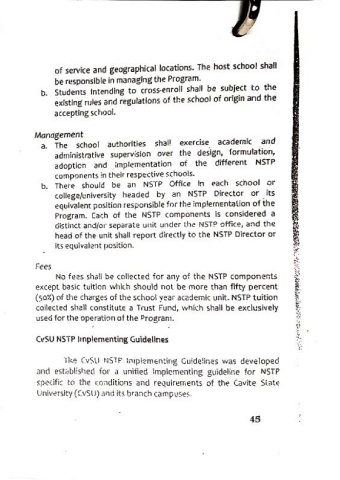 of service and geographical locations. The host school shall
be responsible in managing the Program.
b. Students intending to cross-enroll shall be subject to the
existing rules and regulations of the school of origin and the
accepting school.
Management
a. The school authorities shall exercise academic and
administrative supervision over the design, formulation,
adoption and implementation of the different NSTP
components in their respective schools.
b. There should be an NSTP Office in each school or
college/university headed by an NSTP Director or its
equivalent position responsible for the implementation of the
Program. Each of the NSTP components is considered a
distinct and/or separate unit under the NSTP office, and the
head of the unit shall report directly to the NSTP Director or
its equivalent position.
Fees
No fees shall be collected for any of the NSTP components
except basic tuition which should not be more than fifty percent
(50%) of the charges of the school year academic unit. NSTP tuition
collected shall constitute a Trust Fund, which shall be exclusively
used for the operation of the Program.
CvSU NSTP Implementing Guidelines
The CvSU NSTP Implementing Guidelines was developed
and established for a unified implementing guideline for NSTP
specific to the conditions and requirements of the Cavite State
University (CvSU) and its branch campuses.
45